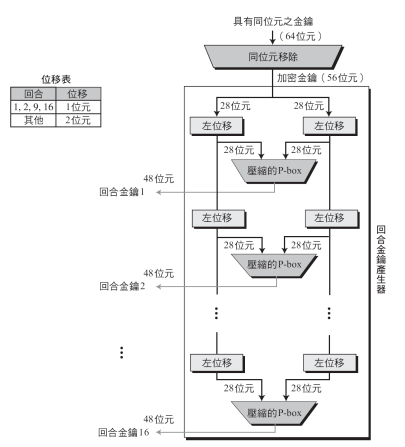 具有同位元之金鑰
(64位元)
同位元移除
加密金鑰(56位元)
位移表
回合 位移
1, 2, 9, 16 1位元
其他 2位元
28位元 28位元
左位移 左位移
28位元 28位元
壓縮的P-box
48位元
回合金鑰1
左位移 左位移
28位元 28位元
壓縮的P-box
48位元
回合金鑰2
回合金鑰產生器
左位移 左位移
28位元 28位元
壓縮的P-box
48位元
回合金鑰16